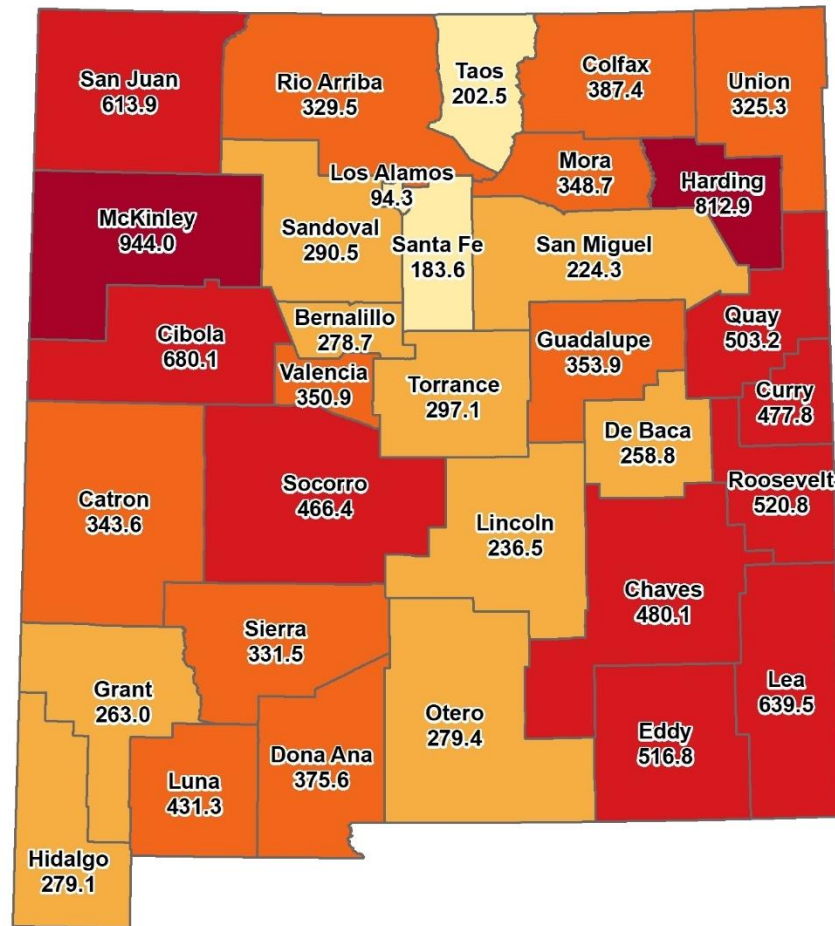 San Juan
613.9
Rio Arriba
329.5
Taos
202.5
Colfax
387.4
Union
325.3
McKinley
944.0
Los Alamos
94.3
Mora
348.7
Harding
812.9
Sandoval
290.5
Santa Fe
183.6
San Miguel
224.3
Cibola
680.1
Bernalillo
278.7
Valencia
350.9
Torrance
297.1
Guadalupe
353.9
Quay
503.2
Curry
477.8
De Baca
258.8
Roosevelt
520.8
Catron
343.6
Socorro
466.4
Lincoln
236.5
Chaves
480.1
Sierra
331.5
Grant
263.0
Luna
431.3
Dona Ana
375.6
Otero
279.4
Eddy
516.8
Lea
639.5
Hidalgo
279.1